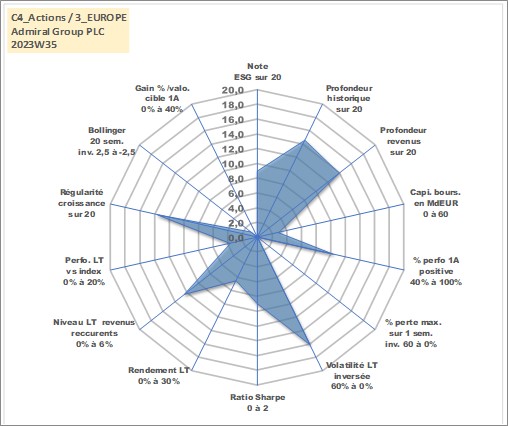 C4_Actions / 3_EUROPE
Admiral Group PLC
2023W35
Note
ESG sur 20
Profondeur
historique
sur 20
Profondeur
revenus
sur 20
Capi. bours.
en MdEUR
0 à 60
% perfo 1A
positive
40% à 100%
% perte max.
sur 1 sem.
inv. 60 à 0%
Volatilité LT
inversée
60% à 0%
Ratio Sharpe
0 à 2
Rendement LT
0% à 30%
Niveau LT revenus
reccurents
0% à 6%
Perfo. LT
vs index
0% à 20%
Régularité
croissance
sur 20
Bollinger
20 sem.
inv. 2,5 à -2,5
Gain % /valo.
cible 1A
0% à 40%
20,0
18,0
16,0
14,0
12,0
10,0
8,0
6,0
4,0
2,0
0,0